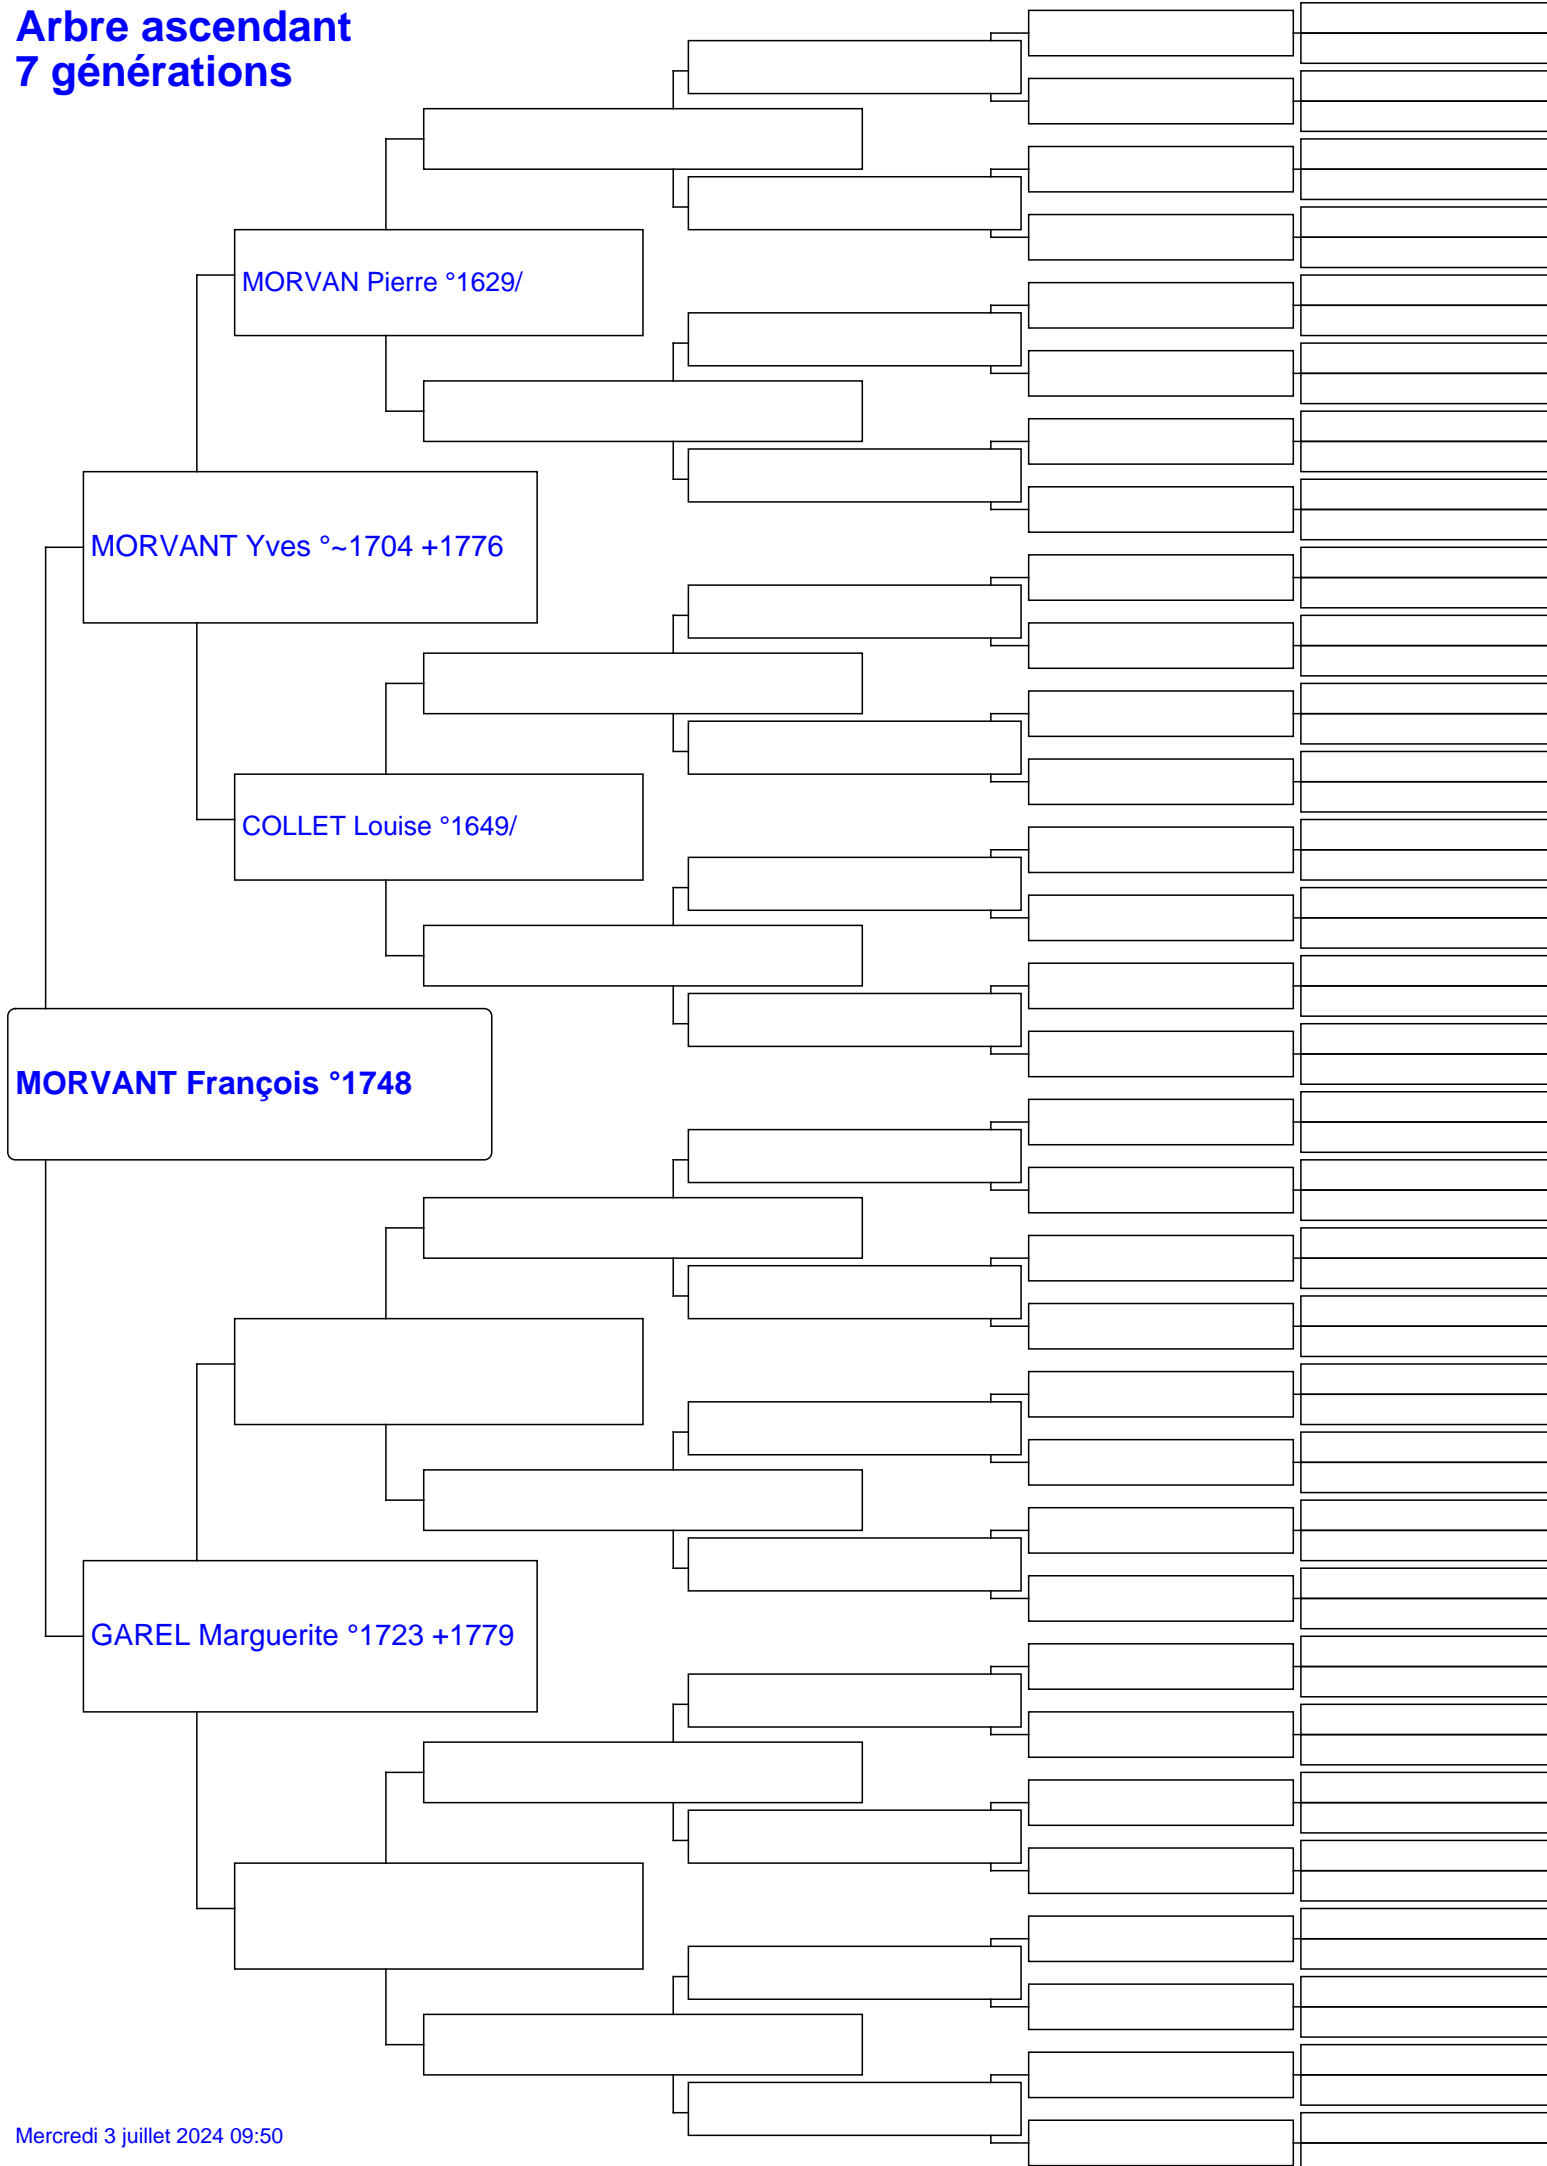 Arbre ascendant
7 générations
MORVAN Pierre °1629/
MORVANT Yves °~1704 +1776
COLLET Louise °1649/
MORVANT François °1748
GAREL Marguerite °1723 +1779
Mercredi 3 juillet 2024 09:50